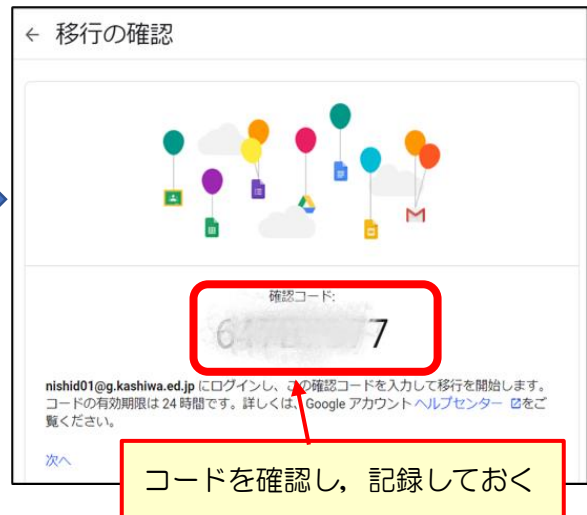 ← 移行の確認
確認コード:
nishid01@g.kashiwa.ed.jp にログインし、この確認コードを入力して移行を開始します。
コードの有効期限は 24 時間です。詳しくは、Google アカウント ヘルプセンター をご
覧ください。
次へ
コードを確認し，記録しておく